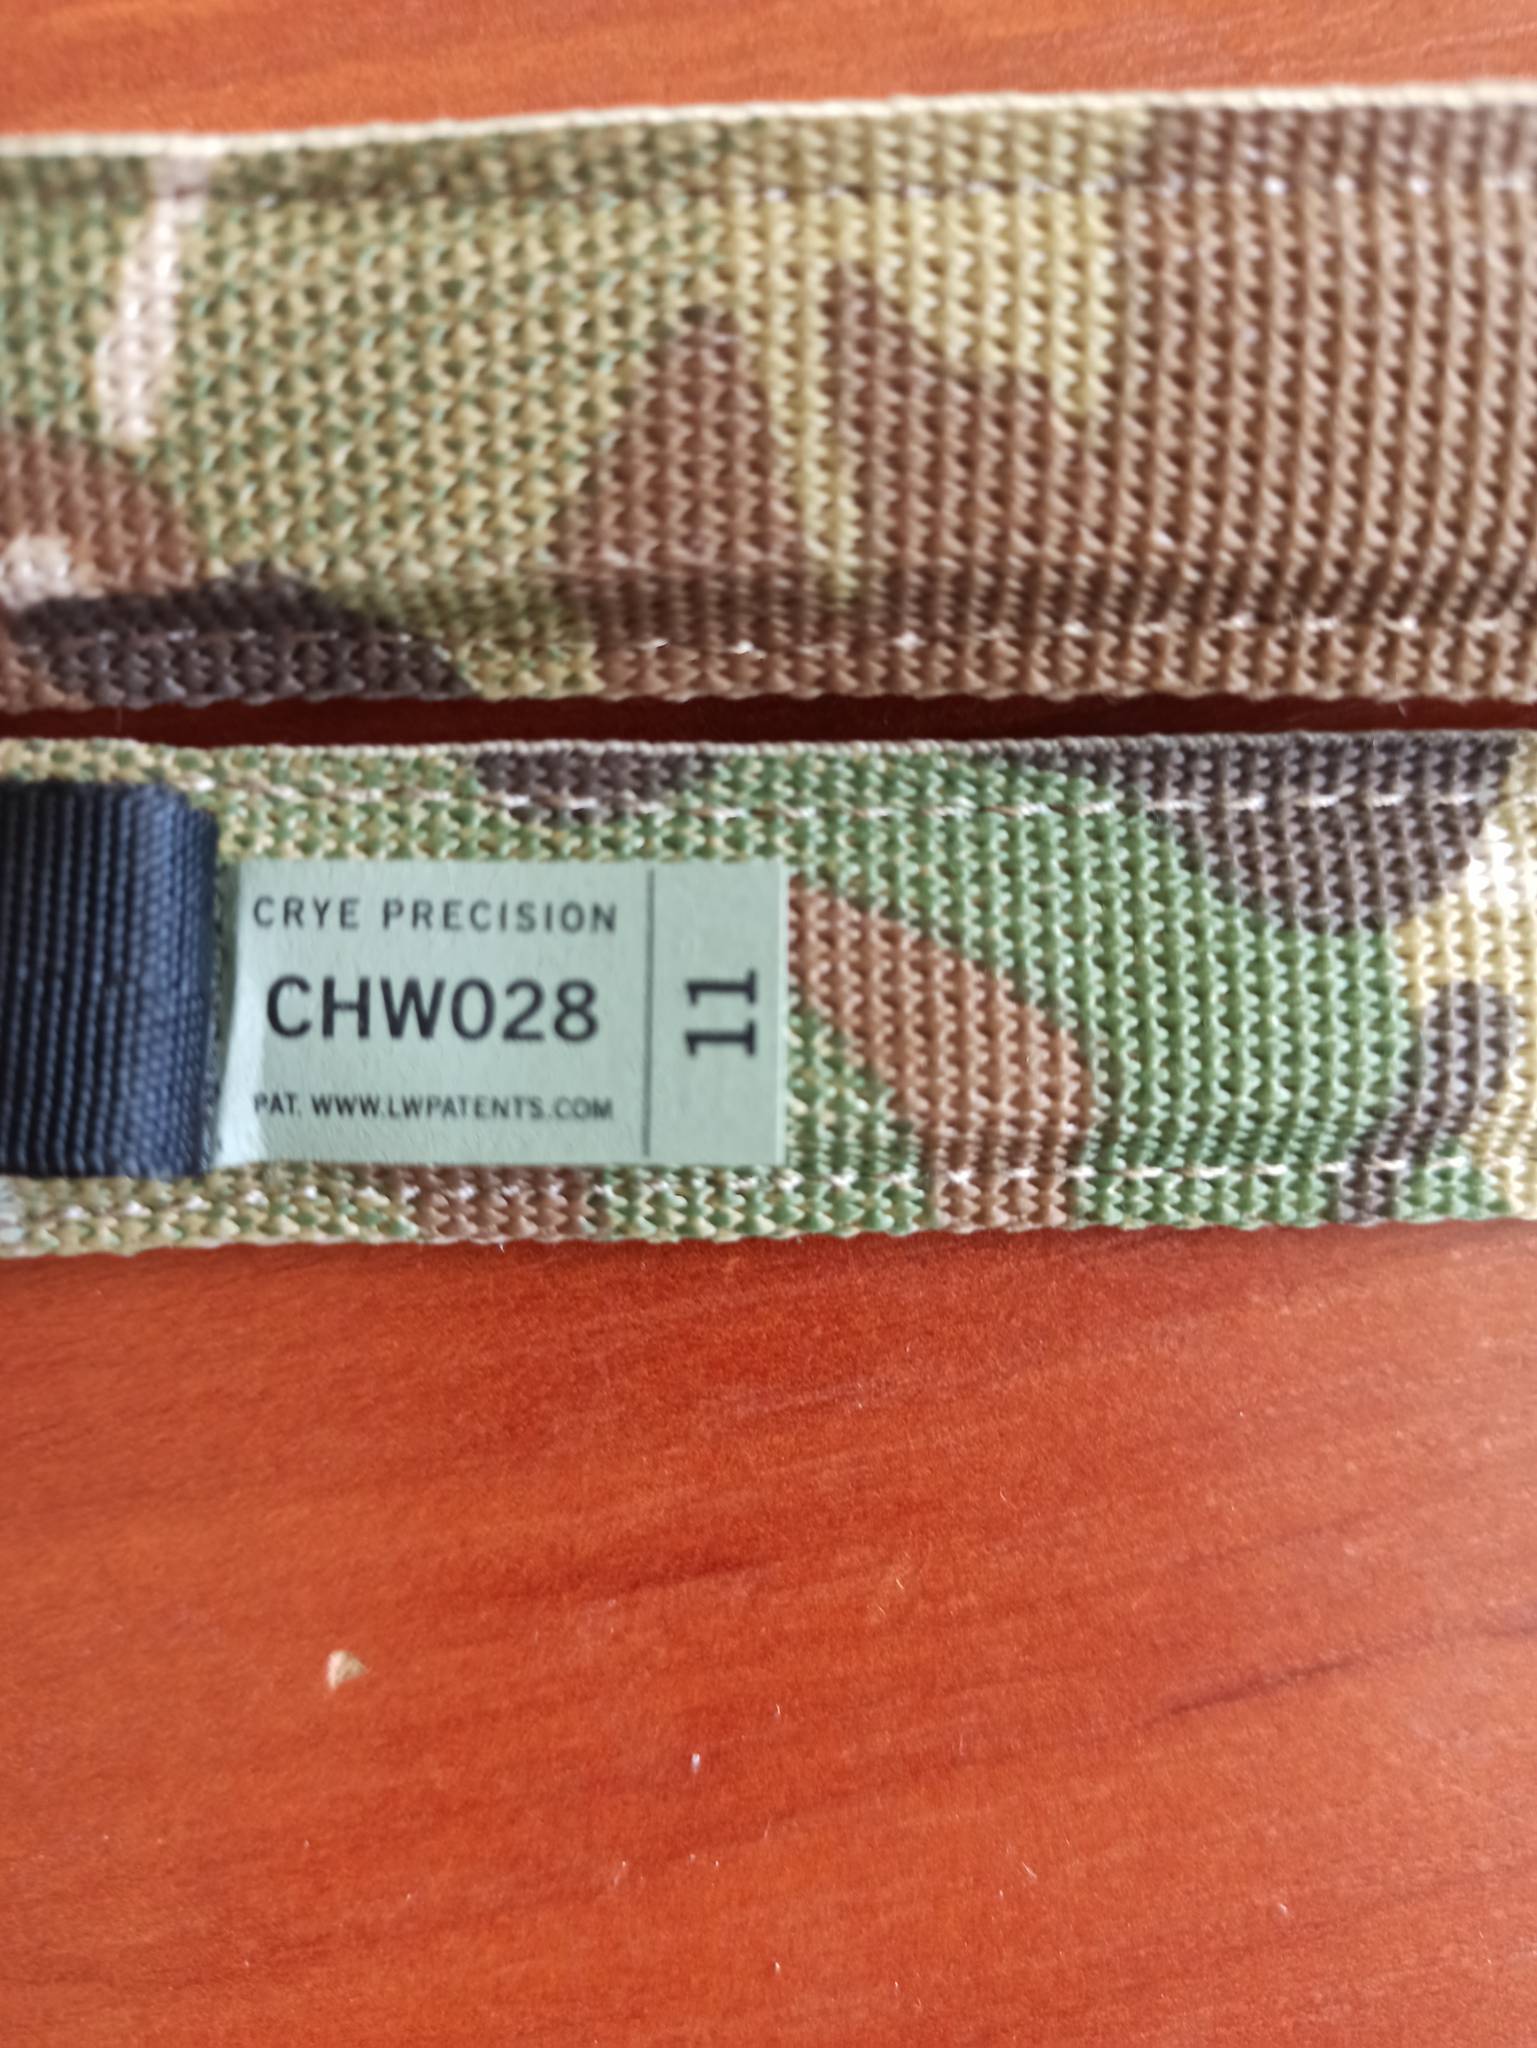 CRYE PRECISION
CHW028
PAT. WWW.LWPATENTS.COM
11